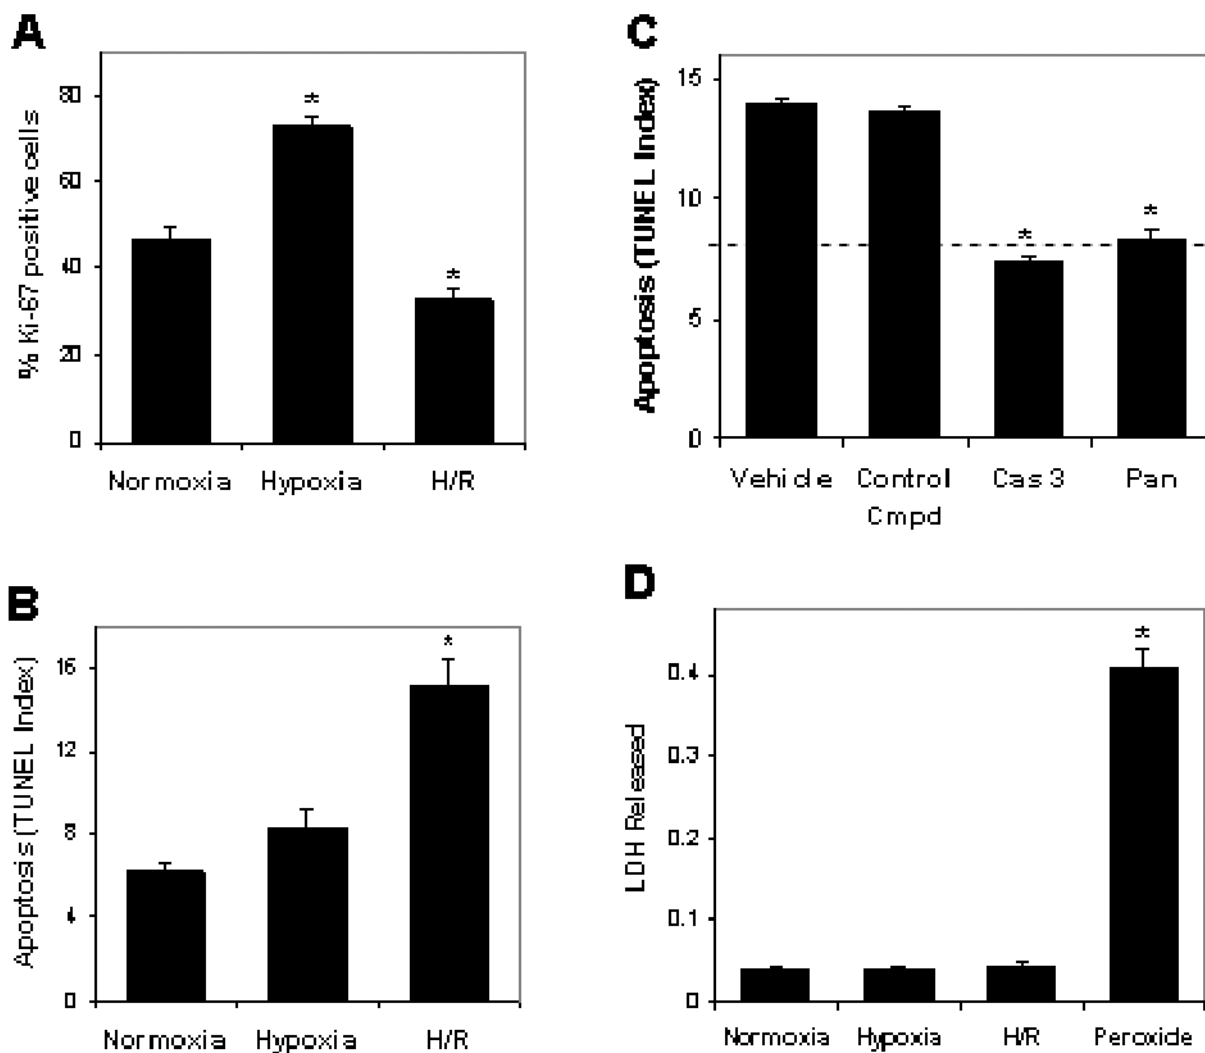 A
% Ki-67 positive cells
80
60
40
20
0
*
*
Normoxia Hypoxia H/R
C
Apoptosis (TUNEL Index)
15
10
5
0
*
*
Vehicle Control Cas 3 Pan
Cmpd
B
Apoptosis (TUNEL Index)
16
12
8
4
0
*
Normoxia Hypoxia H/R
D
LDH Released
0.4
0.3
0.2
0.1
0
*
Normoxia Hypoxia H/R Peroxide